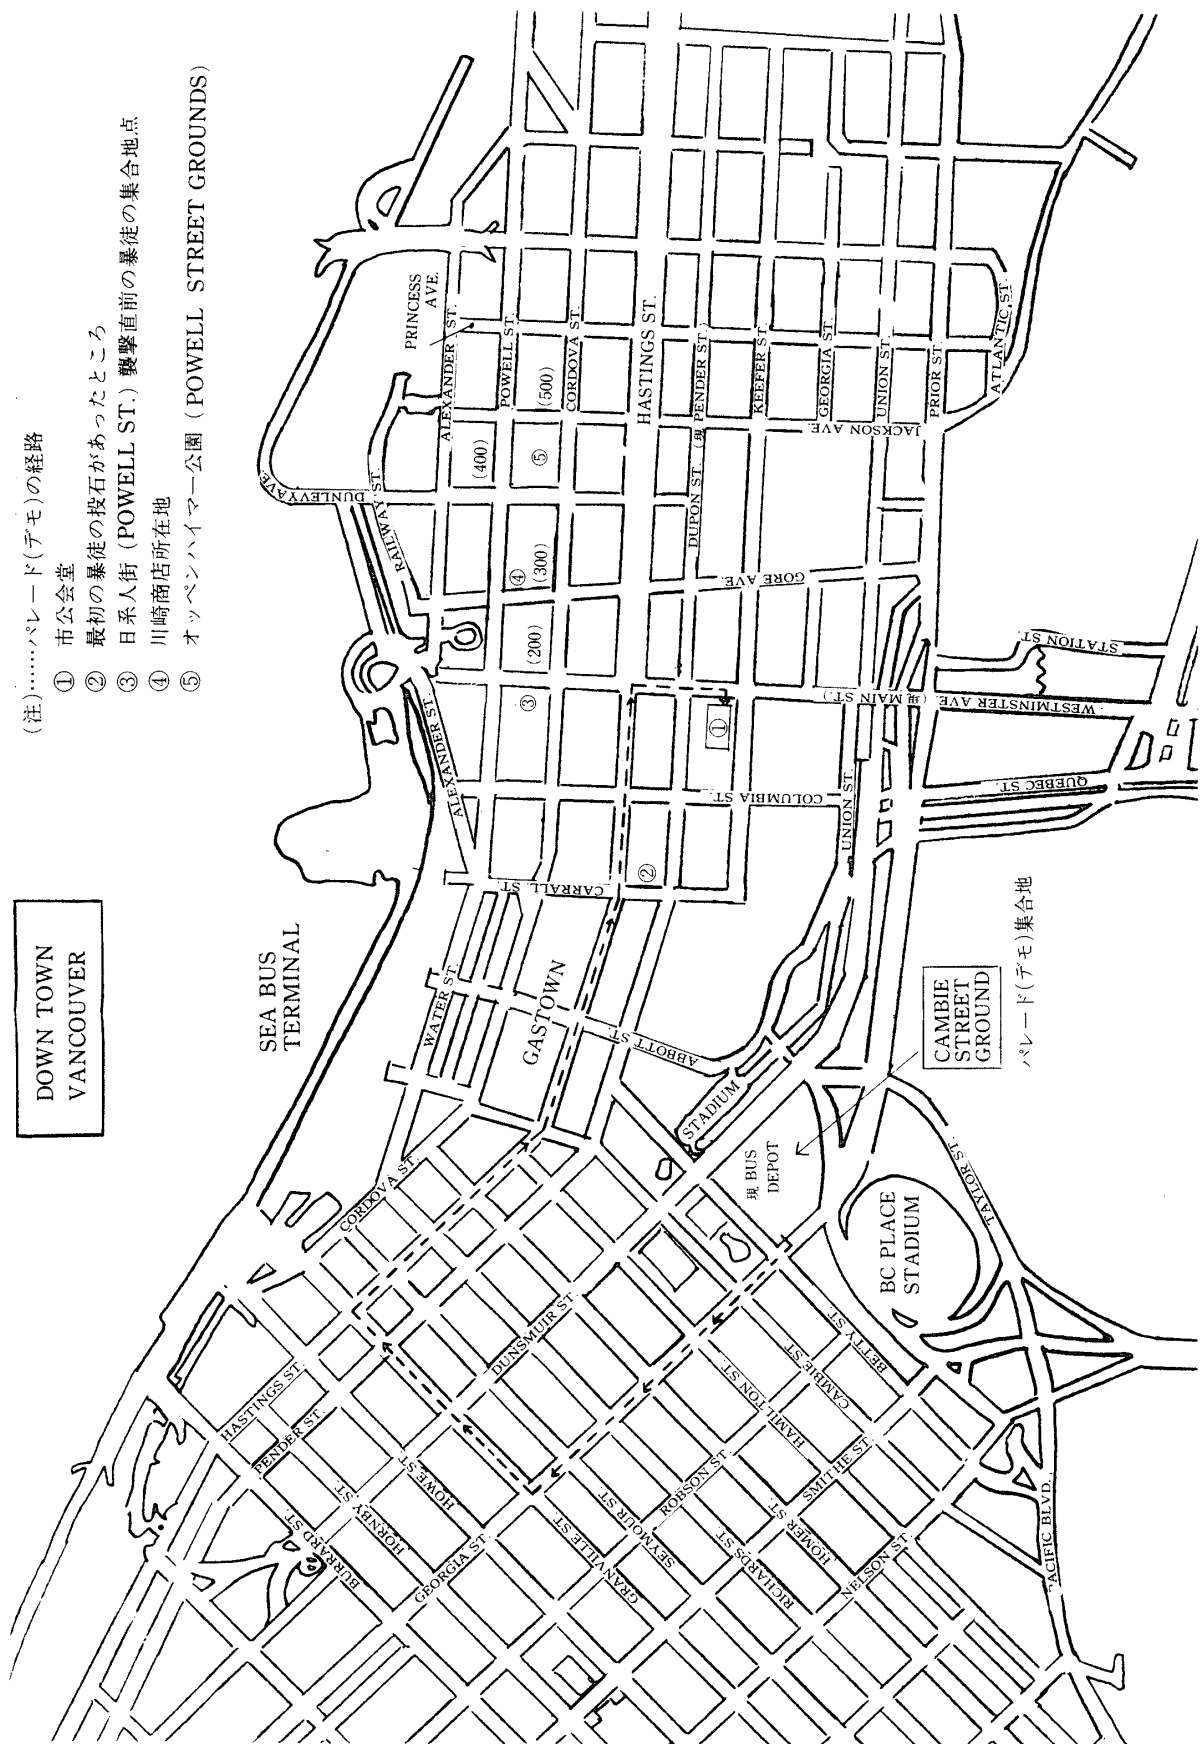 DOWN TOWN
VANCOUVER
(注)……パレード(デモ)の経路
① 市公会堂
② 最初の暴徒の投石があったところ
③ 日系人街 (POWELL ST.) 襲撃直前の暴徒の集合地点
④ 川崎商店所在地
⑤ オッペンハイマー公園 (POWELL STREET GROUNDS)
SEA BUS
TERMINAL
PRINCESS
AVE.
DUNLEVY AVE.
RAILWAY ST.
ALEXANDER ST.
ALEXANDER ST.
POWELL ST.
CORDOVA ST.
HASTINGS ST.
DUPON ST. (現 PENDER ST.)
KEEFER ST.
GEORGIA ST.
UNION ST.
PRIOR ST.
ATLANTIC ST.
JACKSON AVE.
GORE AVE.
(200)
(300)
(400)
(500)
①
②
③
④
⑤
WESTMINSTER AVE. (現 MAIN ST.)
STATION ST.
QUEBEC ST.
COLUMBIA ST.
UNION ST.
CARRALL ST.
WATER ST.
GASTOWN
ABBOTT ST.
STADIUM
現 BUS
DEPOT
CAMBIE
STREET
GROUND
パレード(デモ)集合地
BC PLACE
STADIUM
TAYLOR ST.
CORDOVA ST.
HASTINGS ST.
PENDER ST.
DUNSMUIR ST.
GEORGIA ST.
ROBSON ST.
SMITHE ST.
NELSON ST.
BURRARD ST.
HORNBY ST.
HOWE ST.
GRANVILLE ST.
SEYMOUR ST.
RICHARDS ST.
HOMER ST.
HAMILTON ST.
CAMBIE ST.
BETTY ST.
PACIFIC BLVD.